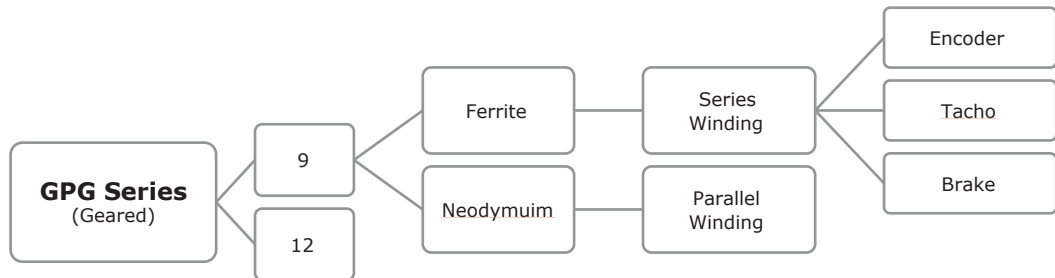 GPG Series
(Geared)
9
12
Ferrite
Neodymuim
Series
Winding
Parallel
Winding
Encoder
Tacho
Brake